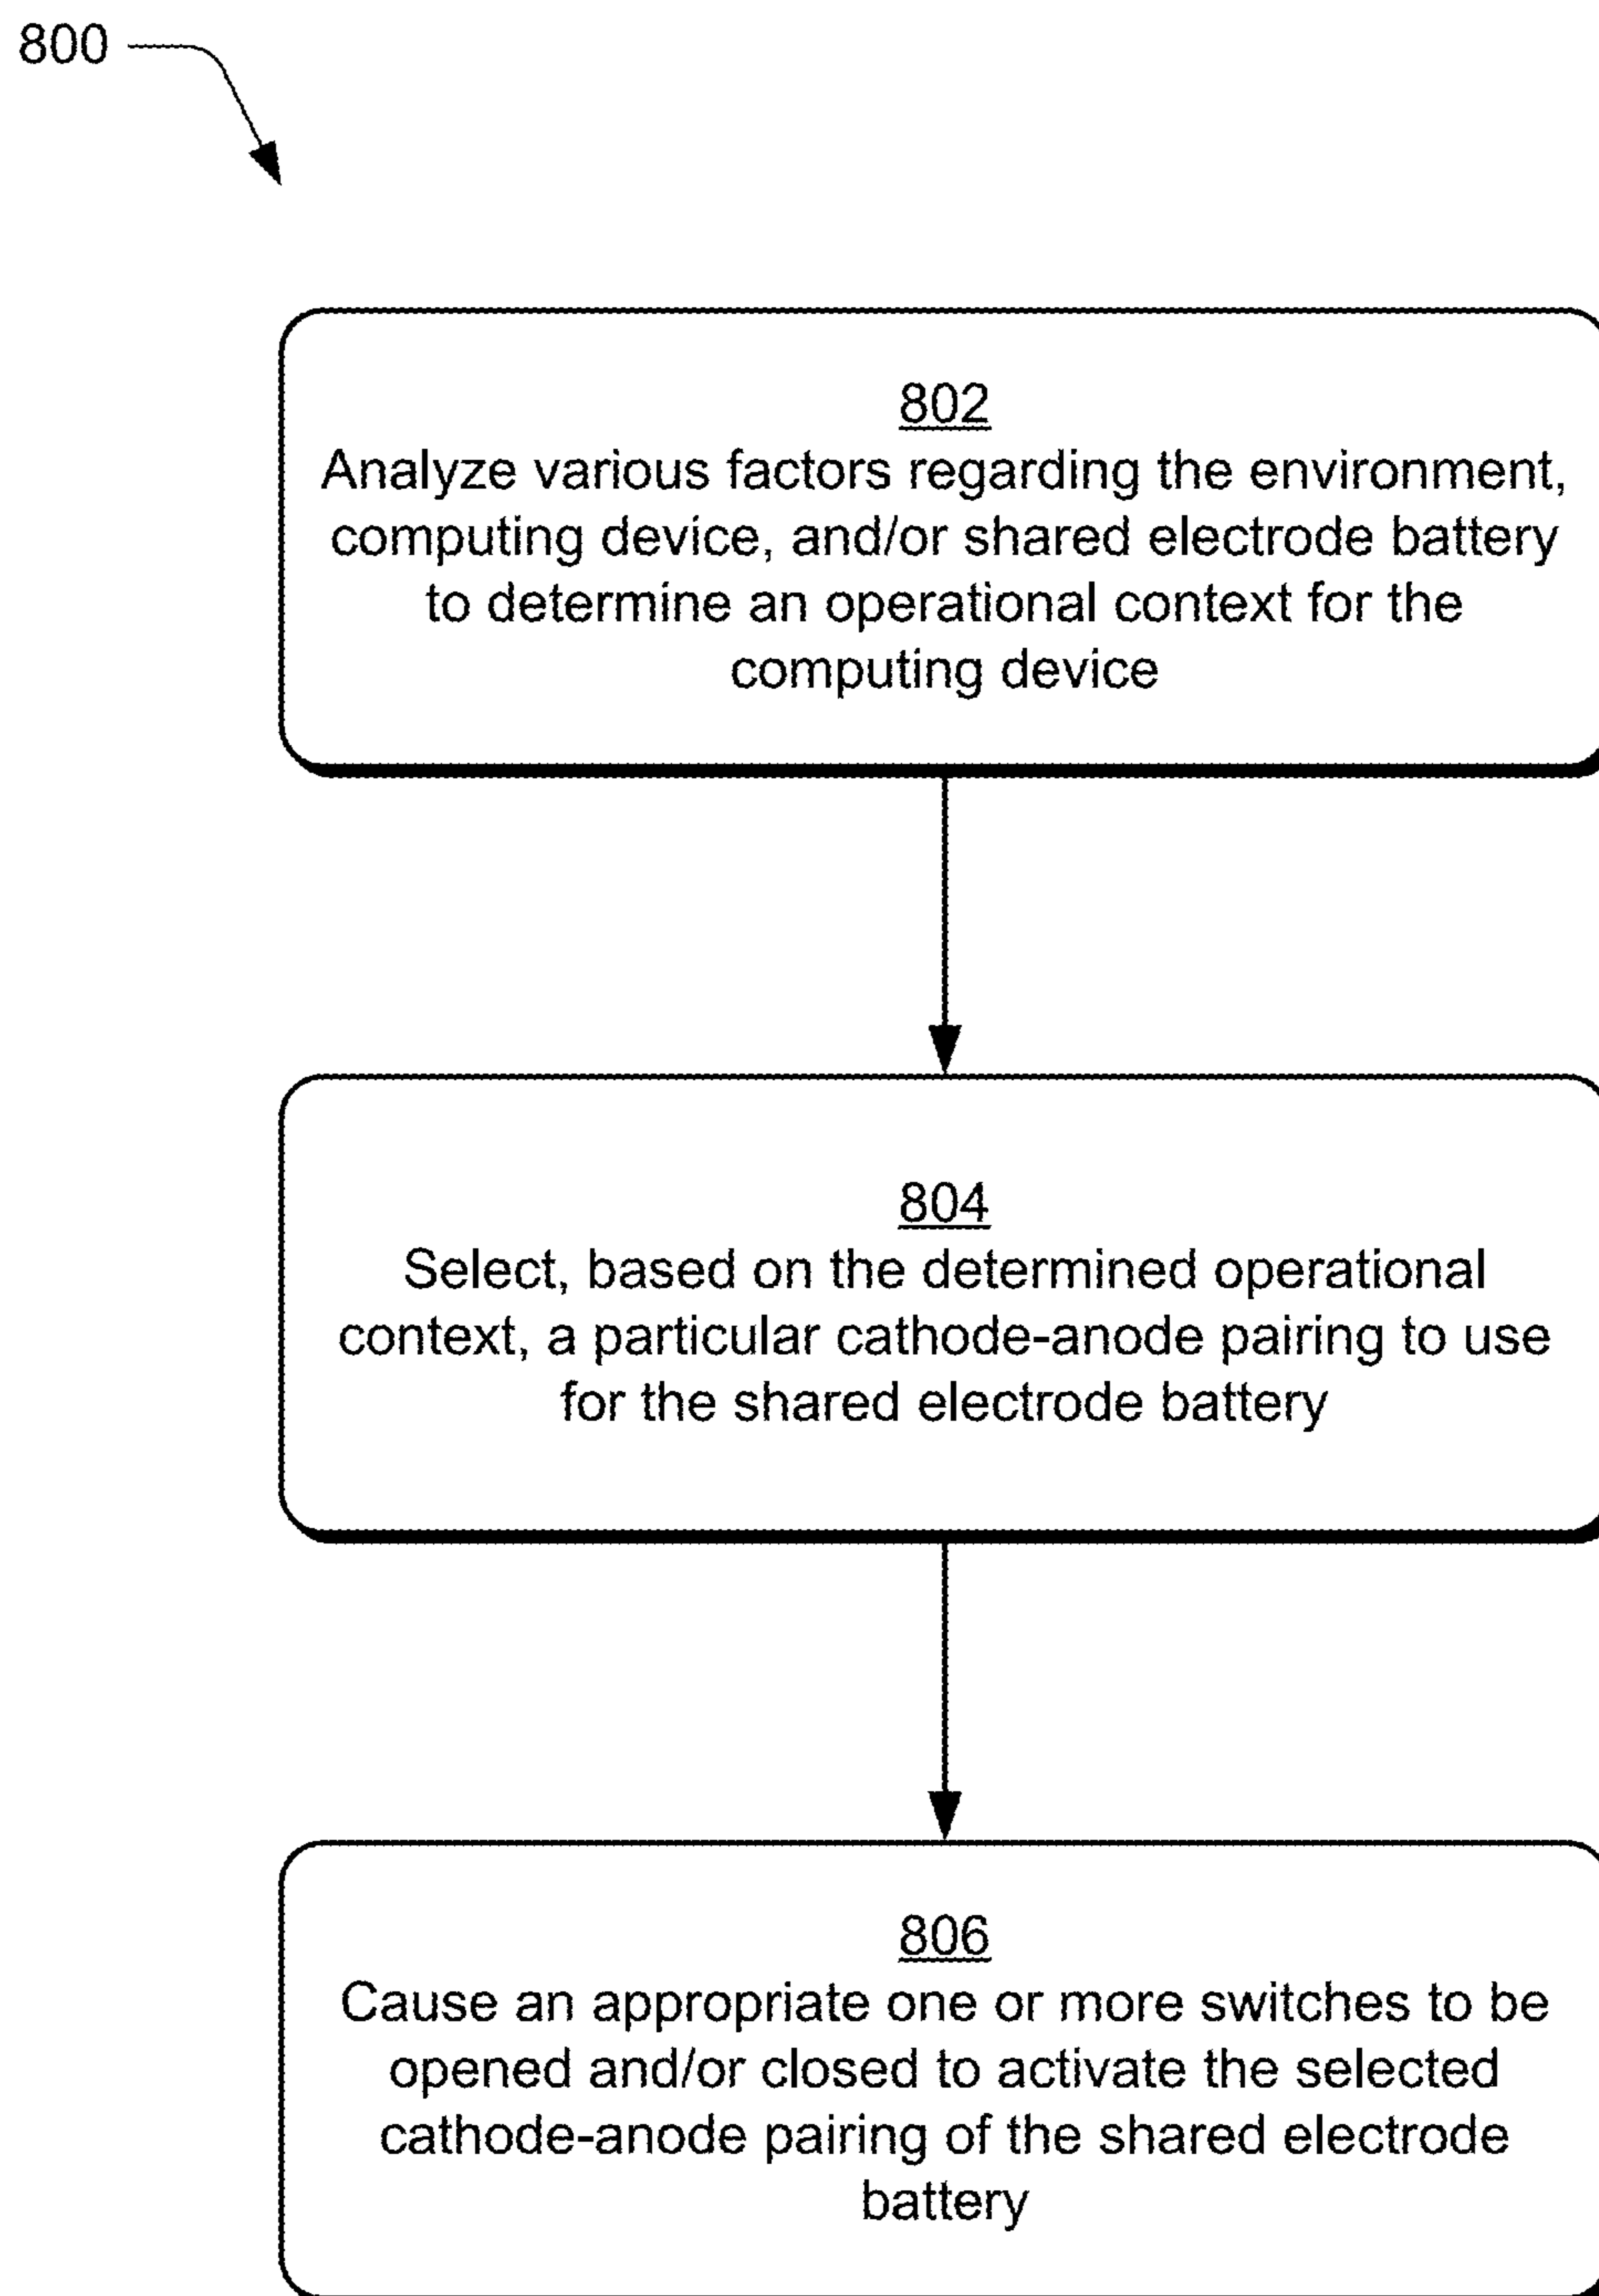 800
802
Analyze various factors regarding the environment,
computing device, and/or shared electrode battery
to determine an operational context for the
computing device
804
Select, based on the determined operational
context, a particular cathode-anode pairing to use
for the shared electrode battery
806
Cause an appropriate one or more switches to be
opened and/or closed to activate the selected
cathode-anode pairing of the shared electrode
battery